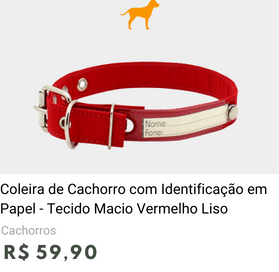 Nome
Fone:
Coleira de Cachorro com Identificação em
Papel - Tecido Macio Vermelho Liso
Cachorros
R$ 59,90